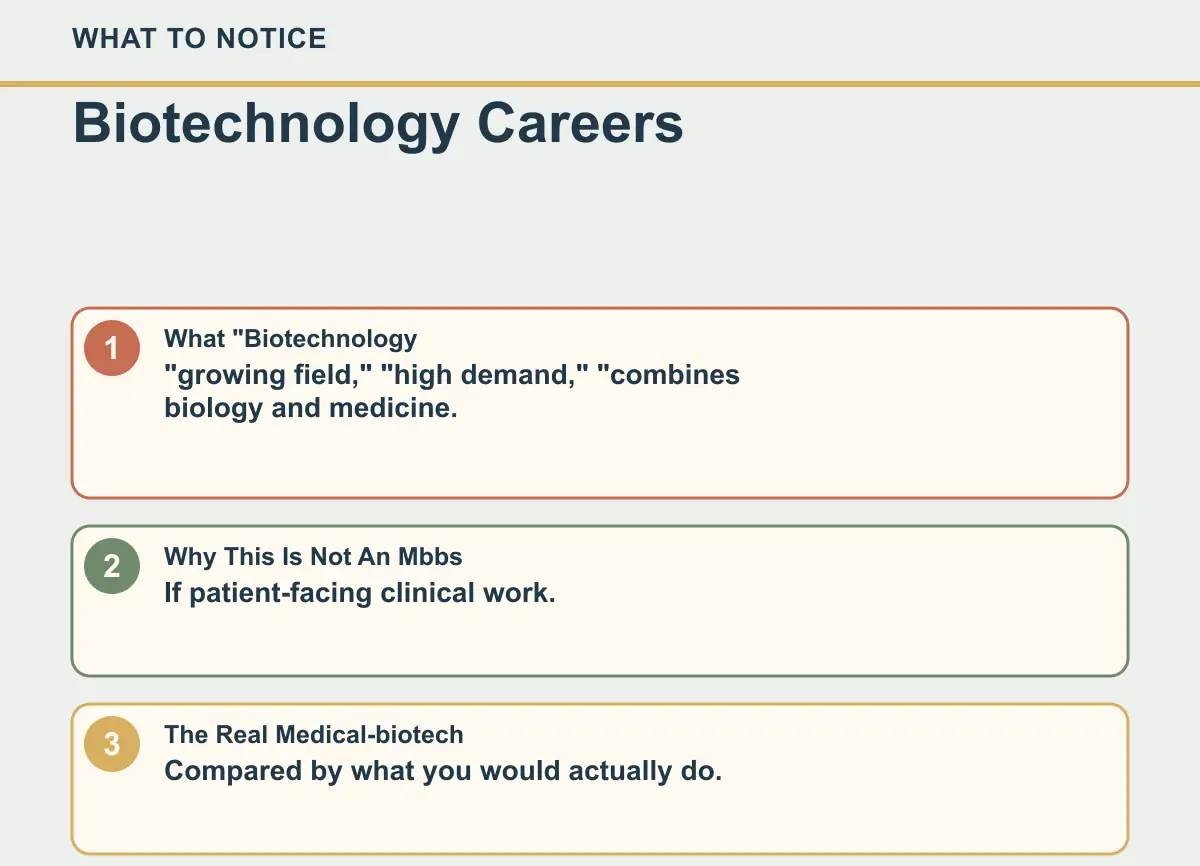 WHAT TO NOTICE
Biotechnology Careers
1
What "Biotechnology
"growing field," "high demand," "combines
biology and medicine.
2
Why This Is Not An Mbbs
If patient-facing clinical work.
3
The Real Medical-biotech
Compared by what you would actually do.